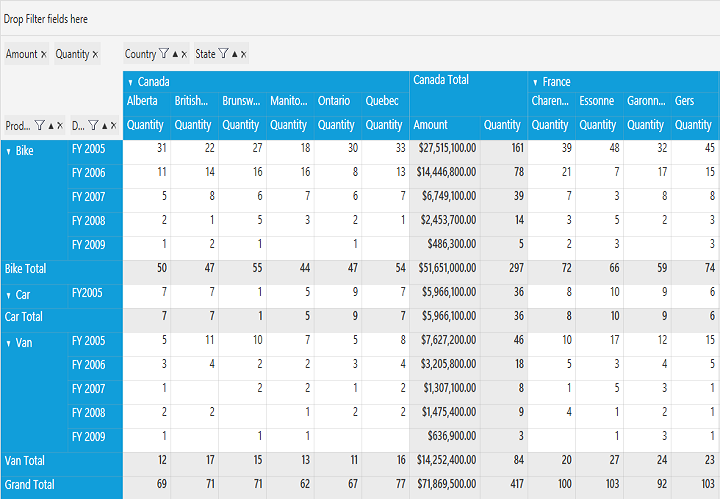 Drop Filter fields here
Amount Quantity Country State
Canada Canada Total France
Alberta British... Brunsw... Manito... Ontario Quebec Charen... Essonne Garonn... Gers
Prod... D... Quantity Quantity Quantity Quantity Quantity Quantity Amount Quantity Quantity Quantity Quantity Quantity
Bike FY 2005 31 22 27 18 30 33 $27,515,100.00 161 39 48 32 45
FY 2006 11 14 16 16 8 13 $14,446,800.00 78 21 7 17 15
FY 2007 5 8 6 7 6 7 $6,749,100.00 39 7 3 8 8
FY 2008 2 1 5 3 2 1 $2,453,700.00 14 3 5 2 3
FY 2009 1 2 1 1 $486,300.00 5 2 3 3
Bike Total 50 47 55 44 47 54 $51,651,000.00 297 72 66 59 74
Car FY2005 7 7 1 5 9 7 $5,966,100.00 36 8 10 9 6
Car Total 7 7 1 5 9 7 $5,966,100.00 36 8 10 9 6
Van FY 2005 5 11 10 7 5 8 $7,627,200.00 46 10 17 12 15
FY 2006 3 4 2 2 3 4 $3,205,800.00 18 5 3 4 5
FY 2007 1 2 2 1 2 $1,307,100.00 8 1 5 3 1
FY 2008 2 2 1 2 2 $1,475,400.00 9 4 1 2 1
FY 2009 1 1 1 $636,900.00 3 1 3 1
Van Total 12 17 15 13 11 16 $14,252,400.00 84 20 27 24 23
Grand Total 69 71 71 62 67 77 $71,869,500.00 417 100 103 92 103